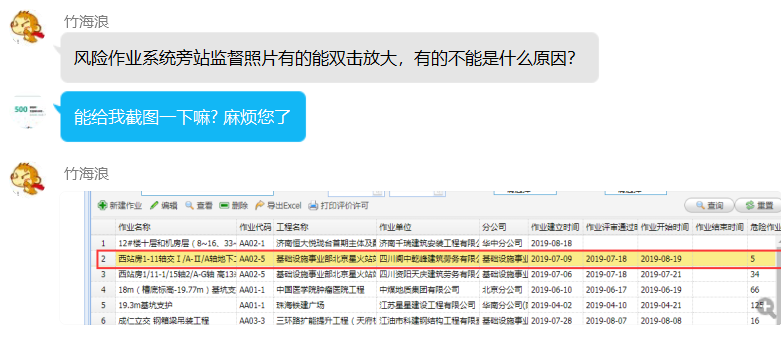 竹海浪
风险作业系统旁站监督照片有的能双击放大，有的不能是什么原因？
500
能给我截图一下嘛? 麻烦您了
竹海浪
新建作业 编辑 查看 删除 导出Excel 打印评价许可 查询 重置
作业名称 作业代码 工程名称 作业单位 分公司 作业建立时间 作业评审通过时 作业开始时间 作业结束时间 危险作业
1 12#楼十层和机房层（8~16、33~ AA02-1 济南恒大悦珑台首期主体及配 济南千瑞建筑安装工程有限公 华中分公司 2019-08-18
2 西站房1-11轴交Ⅰ/A-Ⅱ/A轴地下二 AA02-5 基础设施事业部北京星火站站 四川阆中乾雄建筑劳务有限公 基础设施事业 2019-07-09 2019-07-18 2019-08-19 5
3 西站房1/11-1/15轴2/A-G轴 高13米 AA02-5 基础设施事业部北京星火站站 四川资阳天庆建筑劳务有限公 基础设施事业 2019-07-06 2019-07-18 2019-07-21 34
4 18m（槽底标高-19.77m）基坑支 AA02-1 中国医学院肿瘤医院工程 中煤地质集团有限公司 北京分公司 2019-06-10 2019-06-17 2019-06-19 66
5 19.3m基坑支护 AA02-1 珠海铁建广场 江苏星星建设工程有限公司 华南分公司( 2019-04-02 2019-04-10 2019-04-21 125
6 成仁立交 钢箱梁吊装工程 AA03-3 三环路扩能提升工程（天府标 江油市科建钢结构工程有限公 基础设施事业 2019-07-28 2019-08-07 2019-08-08 16